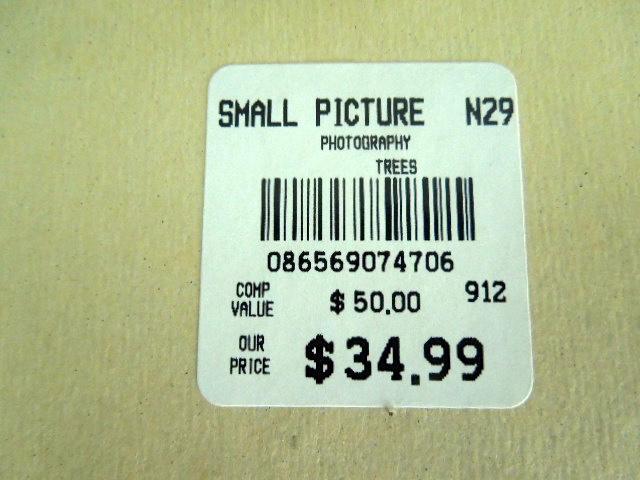 SMALL PICTURE N29
PHOTOGRAPHY
TREES
086569074706
COMP VALUE $50.00 912
OUR PRICE $34.99